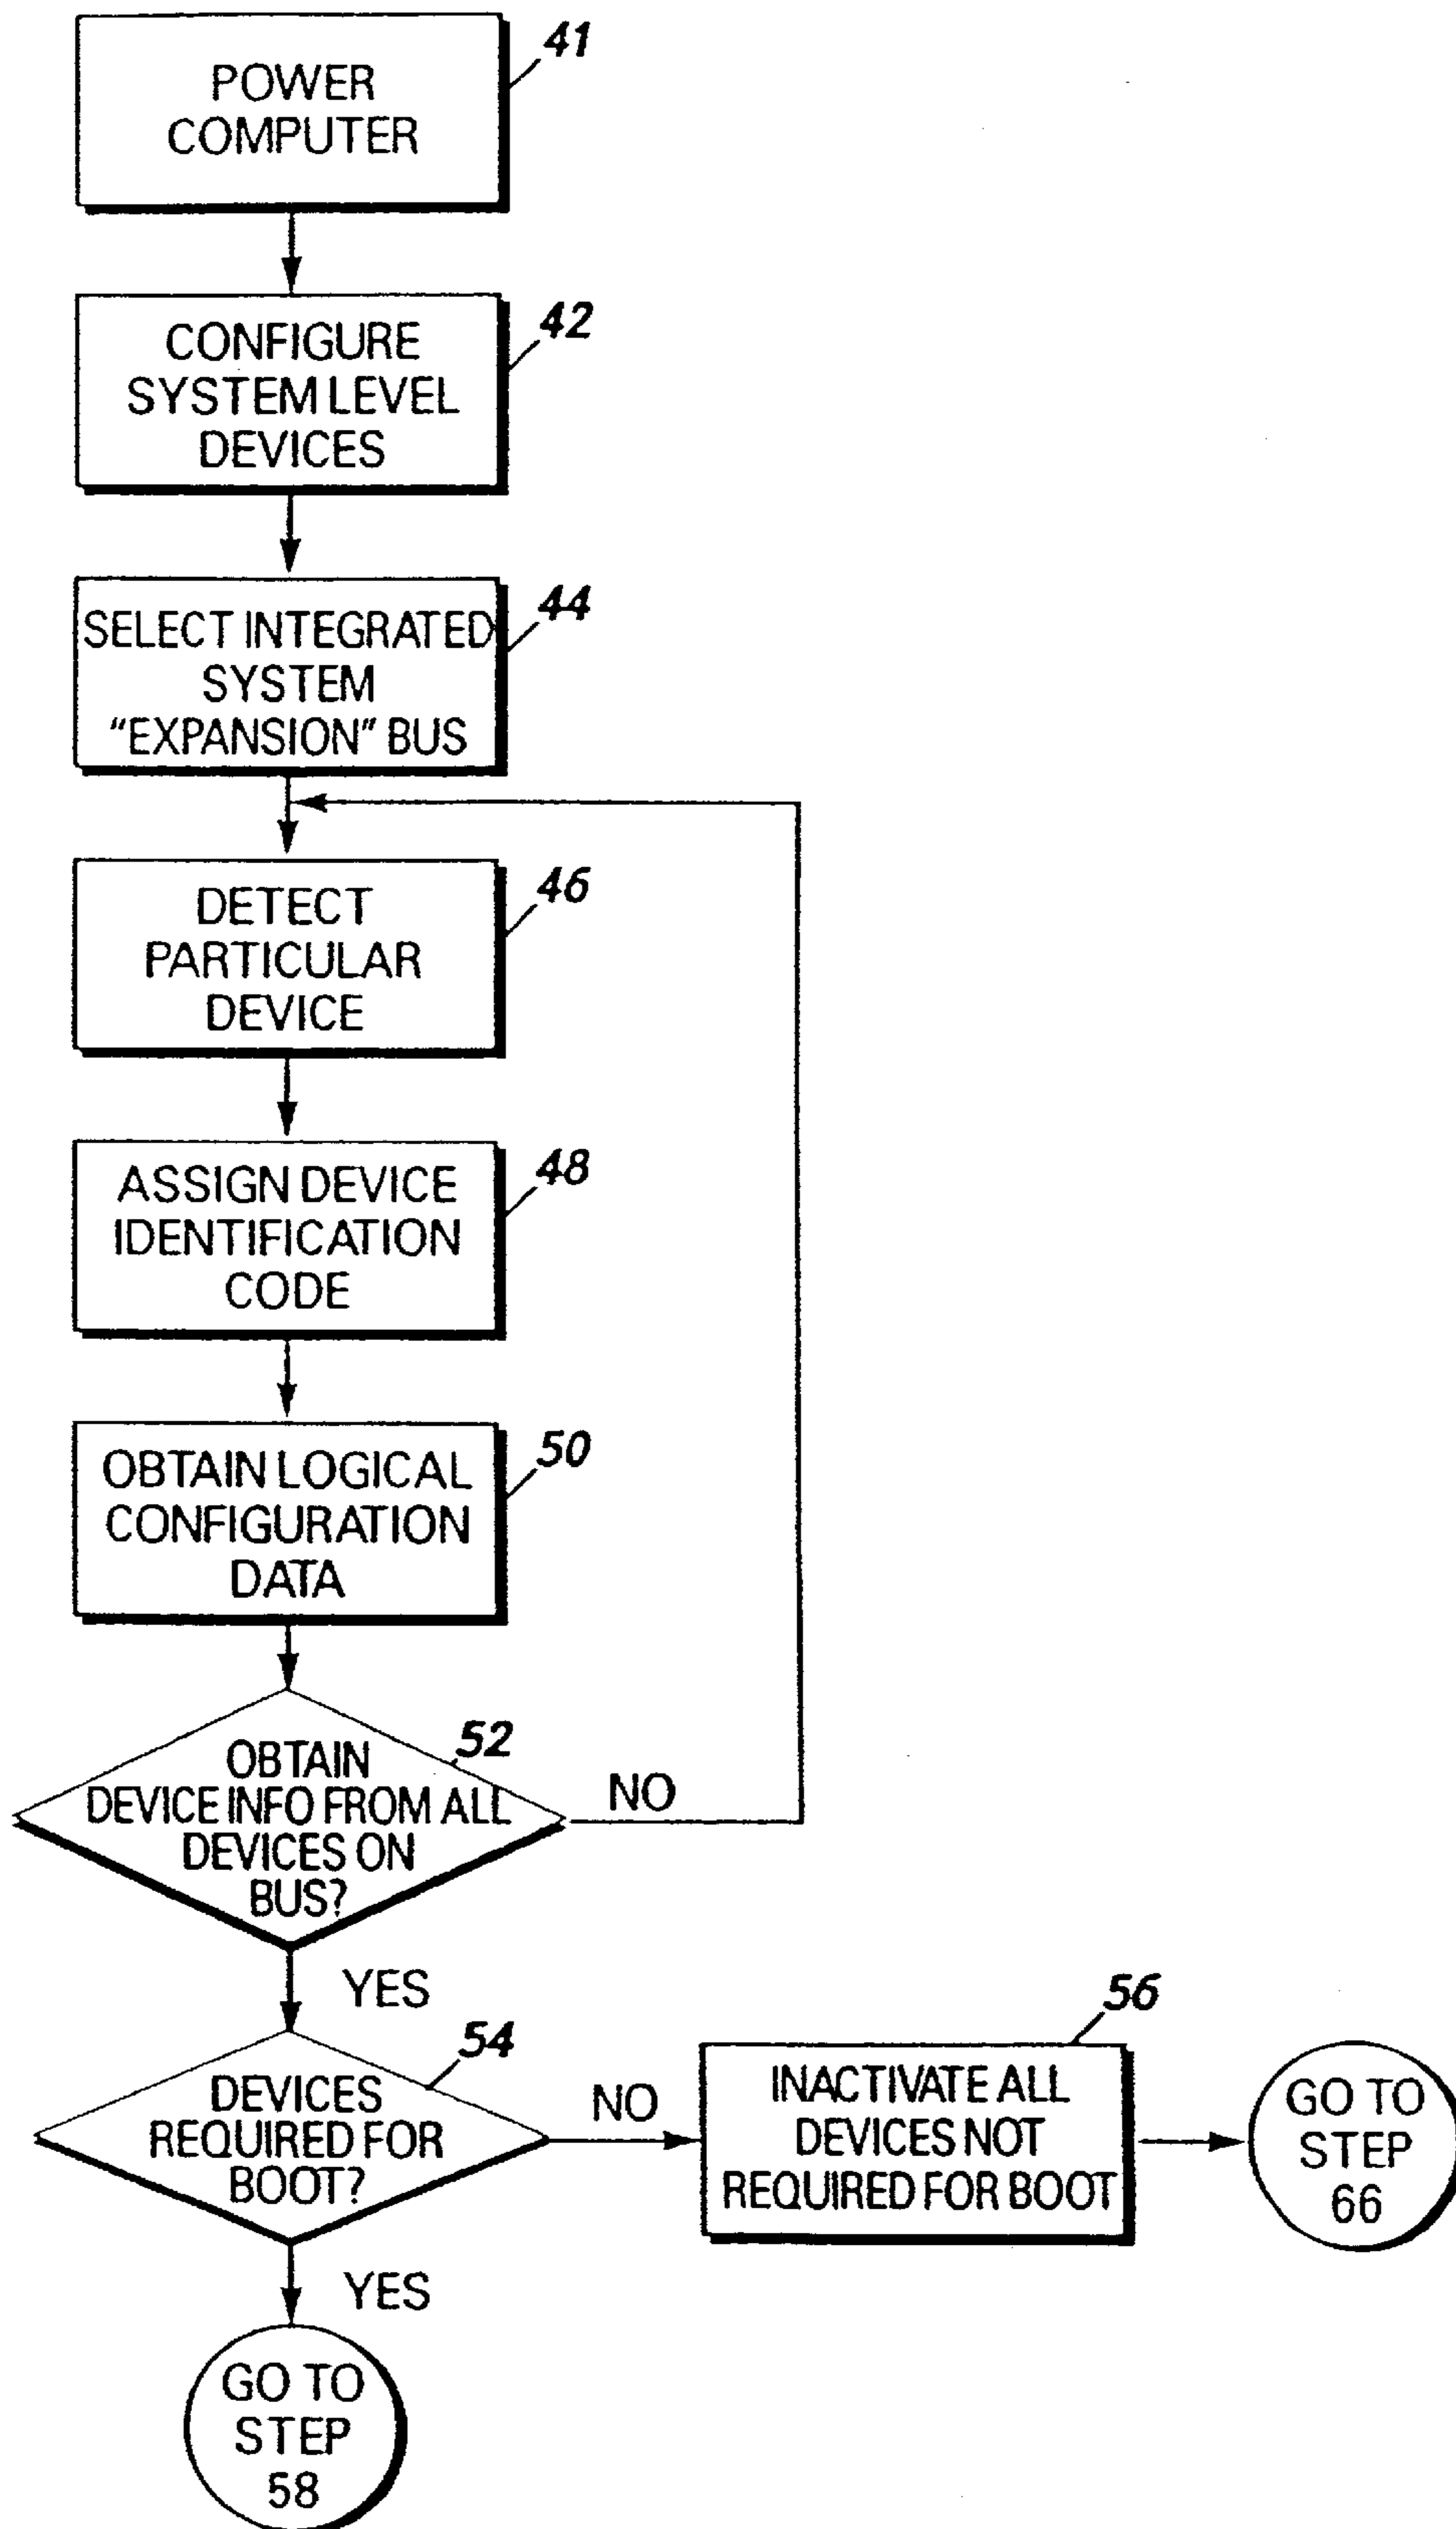 POWER
COMPUTER
41
CONFIGURE
SYSTEM LEVEL
DEVICES
42
SELECT INTEGRATED
SYSTEM
"EXPANSION" BUS
44
DETECT
PARTICULAR
DEVICE
46
ASSIGN DEVICE
IDENTIFICATION
CODE
48
OBTAIN LOGICAL
CONFIGURATION
DATA
50
OBTAIN
DEVICE INFO FROM ALL
DEVICES ON
BUS?
52
NO
YES
DEVICES
REQUIRED FOR
BOOT?
54
NO
INACTIVATE ALL
DEVICES NOT
REQUIRED FOR BOOT
56
GO TO
STEP
66
YES
GO TO
STEP
58